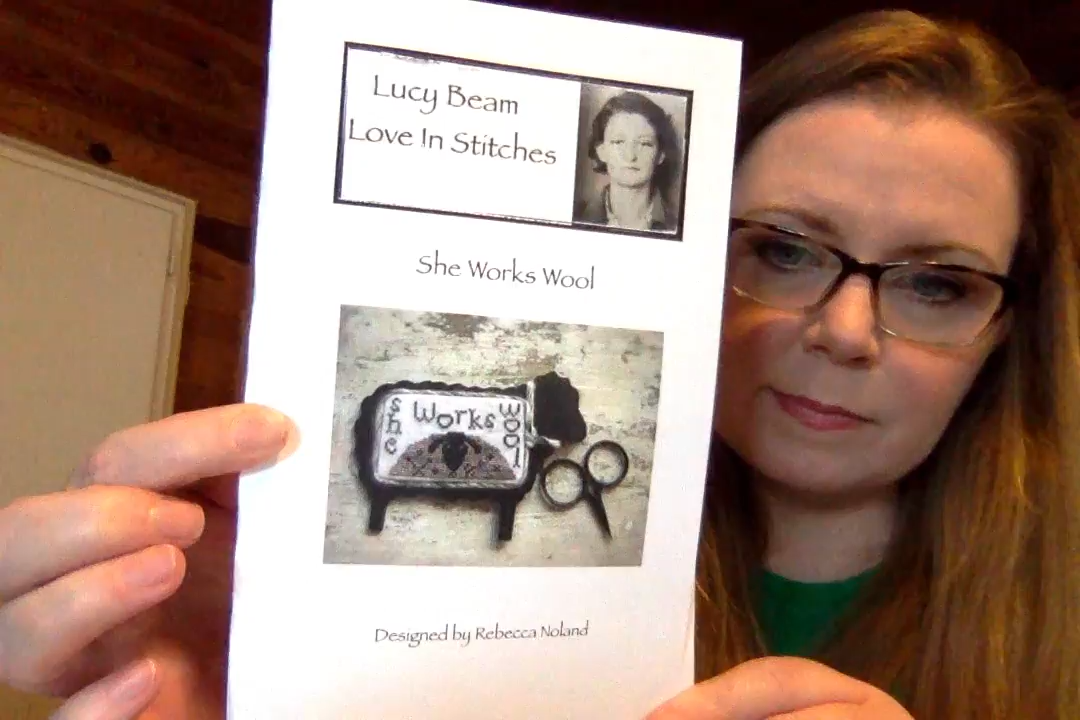 Lucy Beam
Love In Stitches
She Works Wool
she works wool
Designed by Rebecca Noland